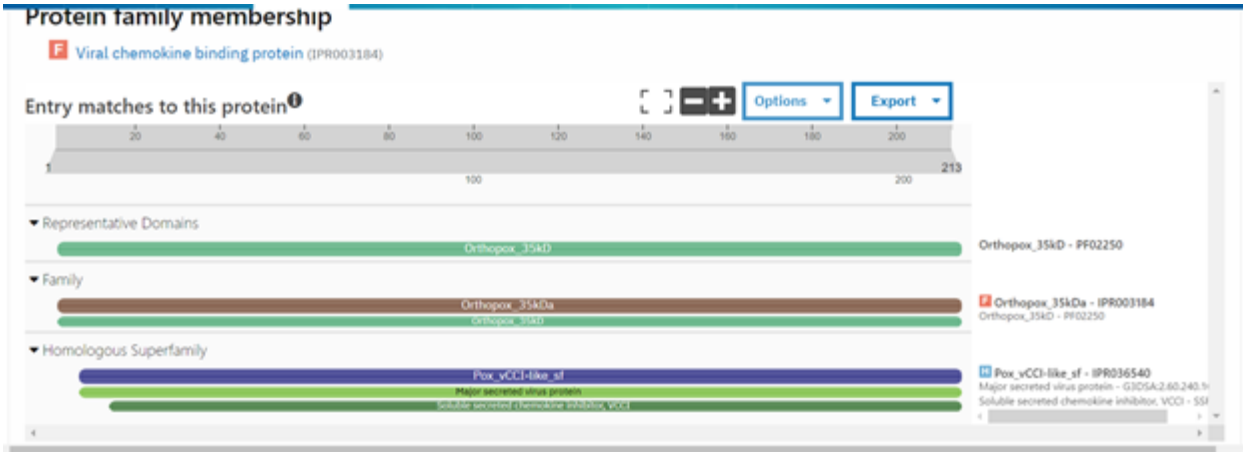 Protein family membership
F Viral chemokine binding protein (IPR003184)
Entry matches to this protein
Options
Export
20 40 60 80 100 120 140 160 180 200
1 213
100 200
Representative Domains
Orthopox_35kD Orthopox_35kD - PF02250
Family
Orthopox_35kDa F Orthopox_35kDa - IPR003184
Orthopox_35kD Orthopox_35kD - PF02250
Homologous Superfamily
Pox_vCCI-like_sf H Pox_vCCI-like_sf - IPR036540
Major secreted virus protein Major secreted virus protein - G3DSA:2.60.240.
Soluble secreted chemokine inhibitor, VCCI Soluble secreted chemokine inhibitor, VCCI -